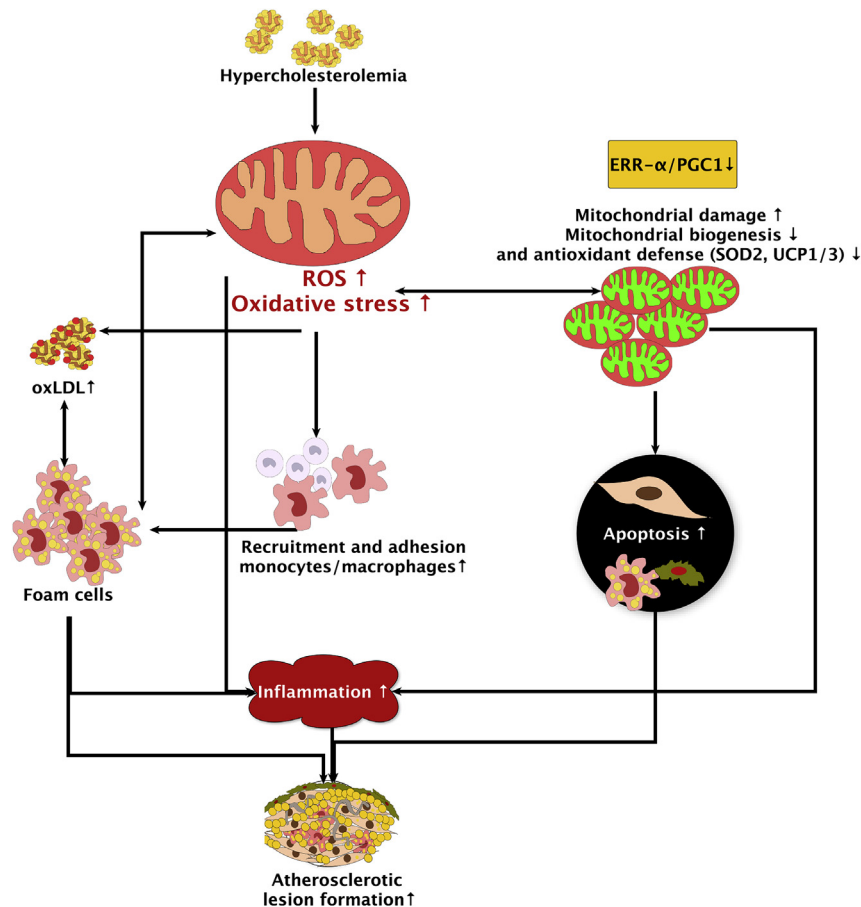 Hypercholesterolemia
ERR-α/PGC1↓
Mitochondrial damage ↑
Mitochondrial biogenesis ↓
and antioxidant defense (SOD2, UCP1/3) ↓
ROS ↑
Oxidative stress ↑
oxLDL↑
Recruitment and adhesion
monocytes/macrophages↑
Apoptosis ↑
Foam cells
Inflammation ↑
Atherosclerotic
lesion formation↑